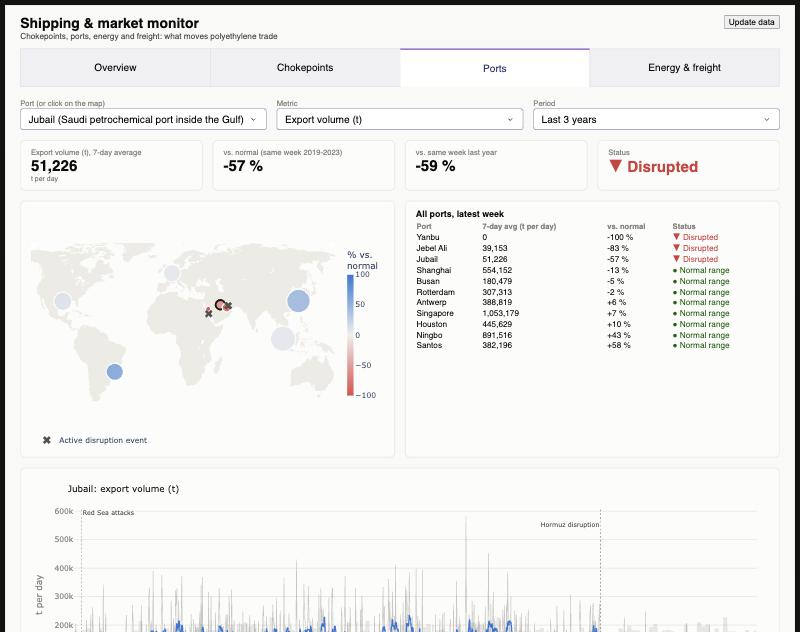 Shipping & market monitor
Update data
Chokepoints, ports, energy and freight: what moves polyethylene trade
Overview
Chokepoints
Ports
Energy & freight
Port (or click on the map)
Metric
Period
Jubail (Saudi petrochemical port inside the Gulf)
Export volume (t)
Last 3 years
Export volume (t), 7-day average
51,226
t per day
vs. normal (same week 2019-2023)
-57 %
vs. same week last year
-59 %
Status
▼ Disrupted
% vs.
normal
100
50
0
−50
−100
✖ Active disruption event
All ports, latest week
Port 7-day avg (t per day) vs. normal Status
Yanbu 0 -100 % ▼ Disrupted
Jebel Ali 39,153 -83 % ▼ Disrupted
Jubail 51,226 -57 % ▼ Disrupted
Shanghai 554,152 -13 % ● Normal range
Busan 180,479 -5 % ● Normal range
Rotterdam 307,313 -2 % ● Normal range
Antwerp 388,819 +6 % ● Normal range
Singapore 1,053,179 +7 % ● Normal range
Houston 445,629 +10 % ● Normal range
Ningbo 891,516 +43 % ● Normal range
Santos 382,196 +58 % ● Normal range
Jubail: export volume (t)
600k
Red Sea attacks
Hormuz disruption
500k
400k
300k
200k
t per day